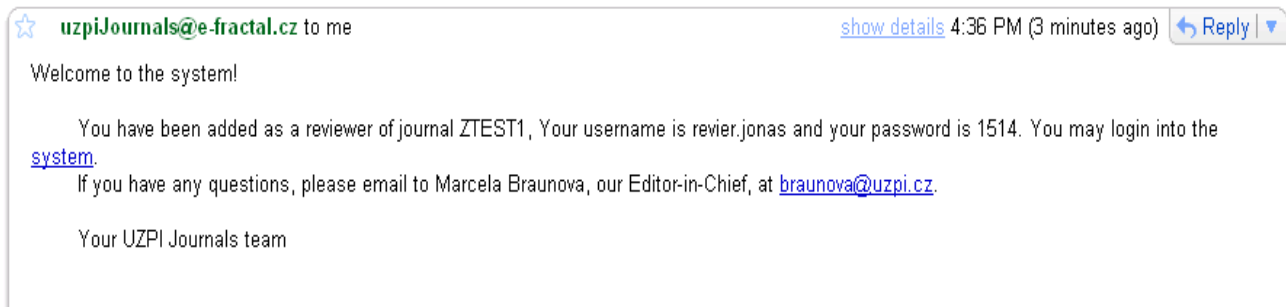 uzpiJournals@e-fractal.cz to me show details 4:36 PM (3 minutes ago) Reply
Welcome to the system!
You have been added as a reviewer of journal ZTEST1, Your username is revier.jonas and your password is 1514. You may login into the
system.
If you have any questions, please email to Marcela Braunova, our Editor-in-Chief, at braunova@uzpi.cz.
Your UZPI Journals team